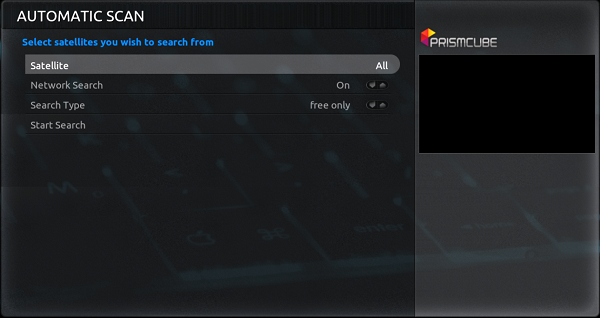 AUTOMATIC SCAN
Select satellites you wish to search from
PRISMCUBE
Satellite All
Network Search On
Search Type free only
Start Search
W
enter